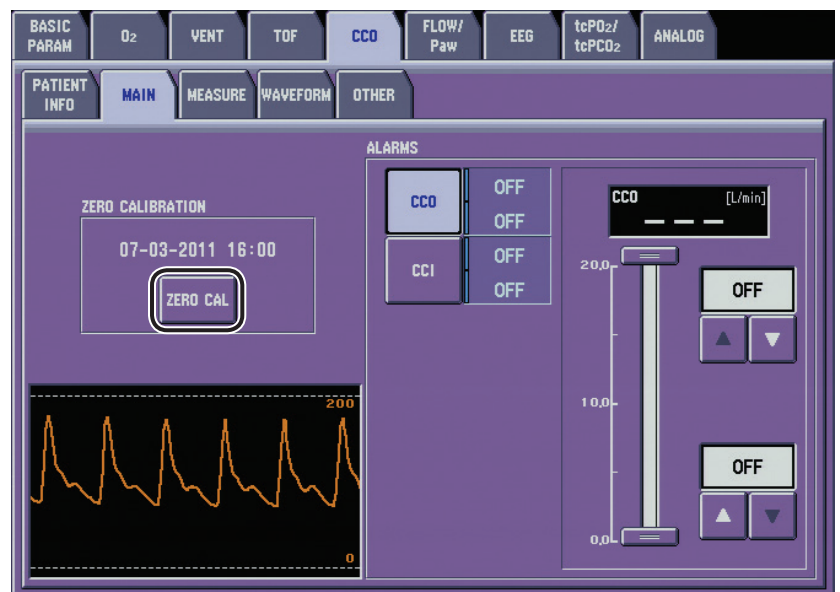 BASIC PARAM
O2
VENT
TOF
CCO
FLOW/ Paw
EEG
tcPO2/ tcPCO2
ANALOG
PATIENT INFO
MAIN
MEASURE
WAVEFORM
OTHER
ZERO CALIBRATION
07-03-2011 16:00
ZERO CAL
200
0
ALARMS
CCO
OFF
OFF
CCI
OFF
OFF
CCO [L/min]
— — —
20,0
10,0
0,0
OFF
OFF